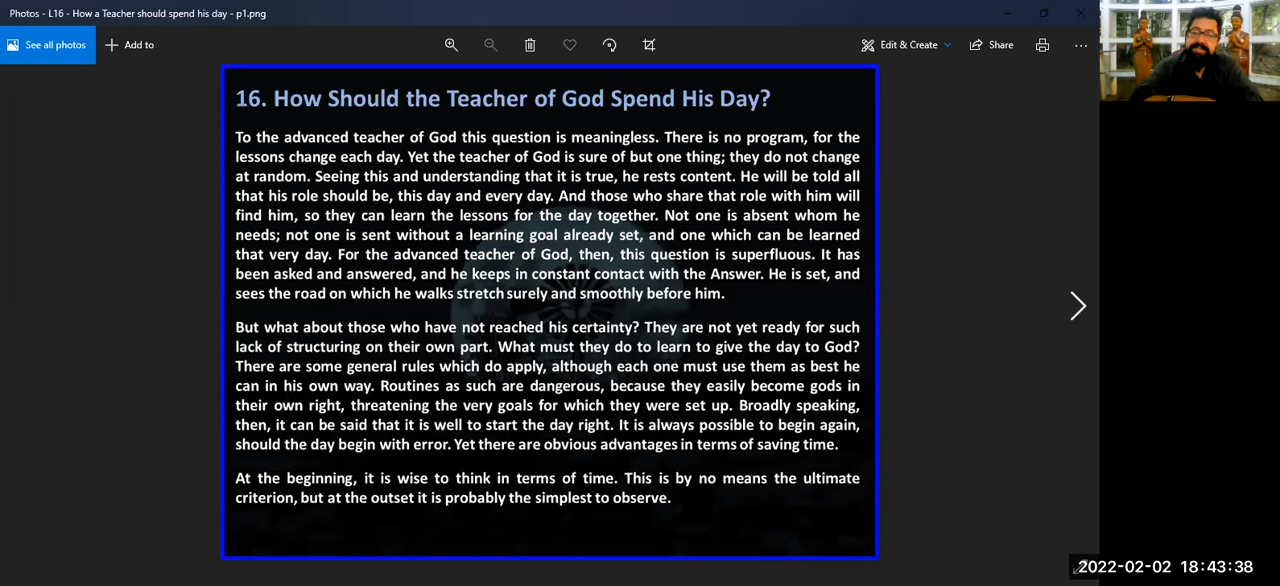 Photos - L16 - How a Teacher should spend his day - p1.png
See all photos
Add to
Edit & Create
Share
16. How Should the Teacher of God Spend His Day?
To the advanced teacher of God this question is meaningless. There is no program, for the
lessons change each day. Yet the teacher of God is sure of but one thing; they do not change
at random. Seeing this and understanding that it is true, he rests content. He will be told all
that his role should be, this day and every day. And those who share that role with him will
find him, so they can learn the lessons for the day together. Not one is absent whom he
needs; not one is sent without a learning goal already set, and one which can be learned
that very day. For the advanced teacher of God, then, this question is superfluous. It has
been asked and answered, and he keeps in constant contact with the Answer. He is set, and
sees the road on which he walks stretch surely and smoothly before him.
But what about those who have not reached his certainty? They are not yet ready for such
lack of structuring on their own part. What must they do to learn to give the day to God?
There are some general rules which do apply, although each one must use them as best he
can in his own way. Routines as such are dangerous, because they easily become gods in
their own right, threatening the very goals for which they were set up. Broadly speaking,
then, it can be said that it is well to start the day right. It is always possible to begin again,
should the day begin with error. Yet there are obvious advantages in terms of saving time.
At the beginning, it is wise to think in terms of time. This is by no means the ultimate
criterion, but at the outset it is probably the simplest to observe.
2022-02-02 18:43:38